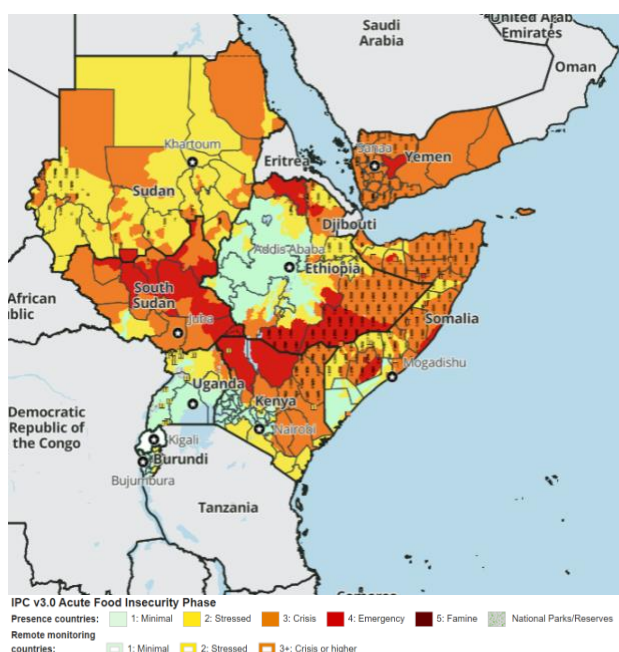 Saudi
Arabia
United Arab
Emirates
Oman
Khartoum
Sanaa
Yemen
Eritrea
Sudan
Djibouti
Addis Ababa
Ethiopia
African
South
Sudan
Juba
Somalia
Mogadishu
Uganda
Kenya
Democratic
Republic of
the Congo
Kigali
Nairobi
Burundi
Bujumbura
Tanzania
IPC v3.0 Acute Food Insecurity Phase
Presence countries: 1: Minimal 2: Stressed 3: Crisis 4: Emergency 5: Famine National Parks/Reserves
Remote monitoring
countries: 1: Minimal 2: Stressed 3+: Crisis or higher